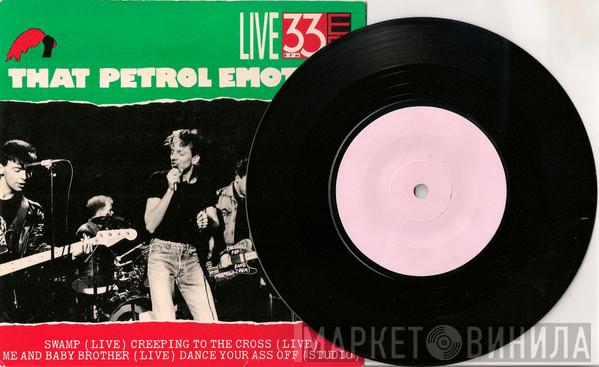 LIVE 33 E
THAT PETROL EMOT
SWAMP (LIVE) CREEPING TO THE CROSS (LIVE)
ME AND BABY BROTHER (LIVE) DANCE YOUR ASS OFF (STUDIO)
МАРКЕТ ВИНИЛА